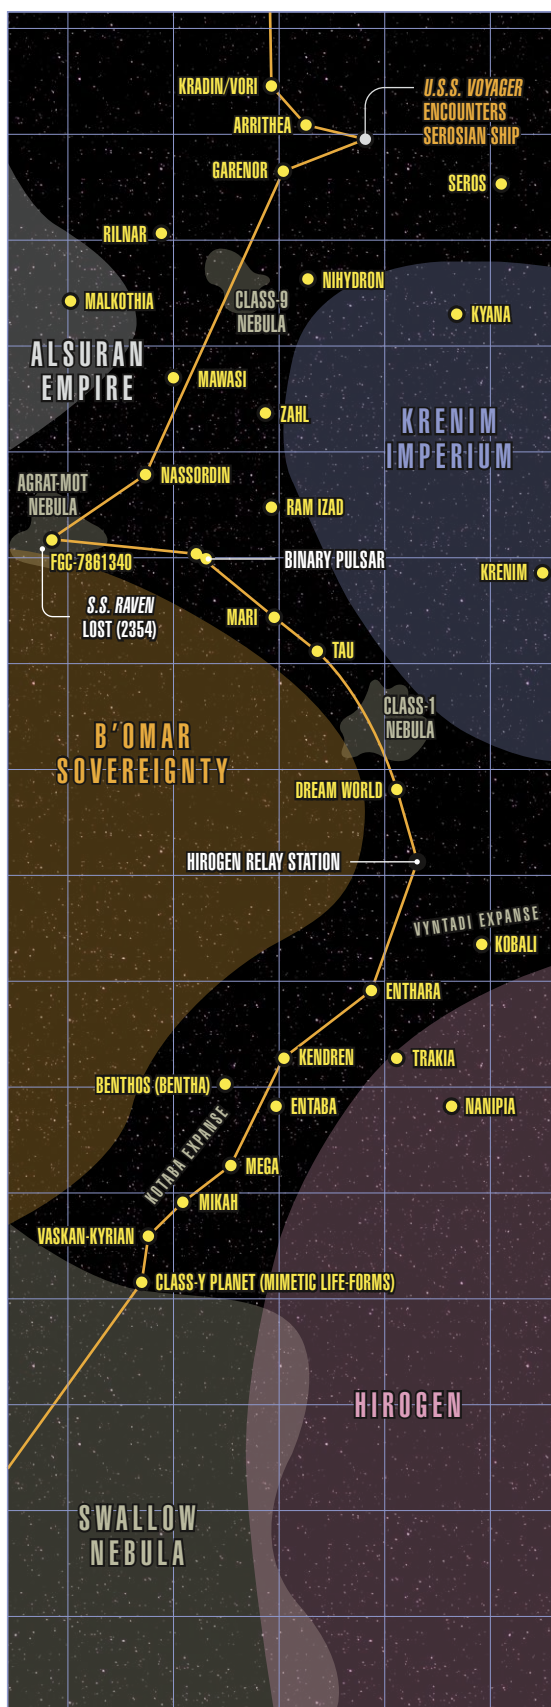 KRADIN/VORI
U.S.S. VOYAGER
ENCOUNTERS
SEROSIAN SHIP
ARRITHEA
GARENOR
SEROS
RILNAR
NIHYDRON
MALKOTHIA
CLASS-9
NEBULA
KYANA
ALSURAN
EMPIRE
MAWASI
ZAHL
KRENIM
IMPERIUM
NASSORDIN
AGRAT-MOT
NEBULA
RAM IZAD
FGC-7861340
BINARY PULSAR
KRENIM
S.S. RAVEN
LOST (2354)
MARI
TAU
CLASS-1
NEBULA
B'OMAR
SOVEREIGNTY
DREAM WORLD
HIROGEN RELAY STATION
VYNTADI EXPANSE
KOBALI
ENTHARA
KENDREN
TRAKIA
BENTHOS (BENTHA)
ENTABA
NANIPIA
KOTABA EXPANSE
MEGA
MIKAH
VASKAN-KYRIAN
CLASS-Y PLANET (MIMETIC LIFE-FORMS)
HIROGEN
SWALLOW
NEBULA